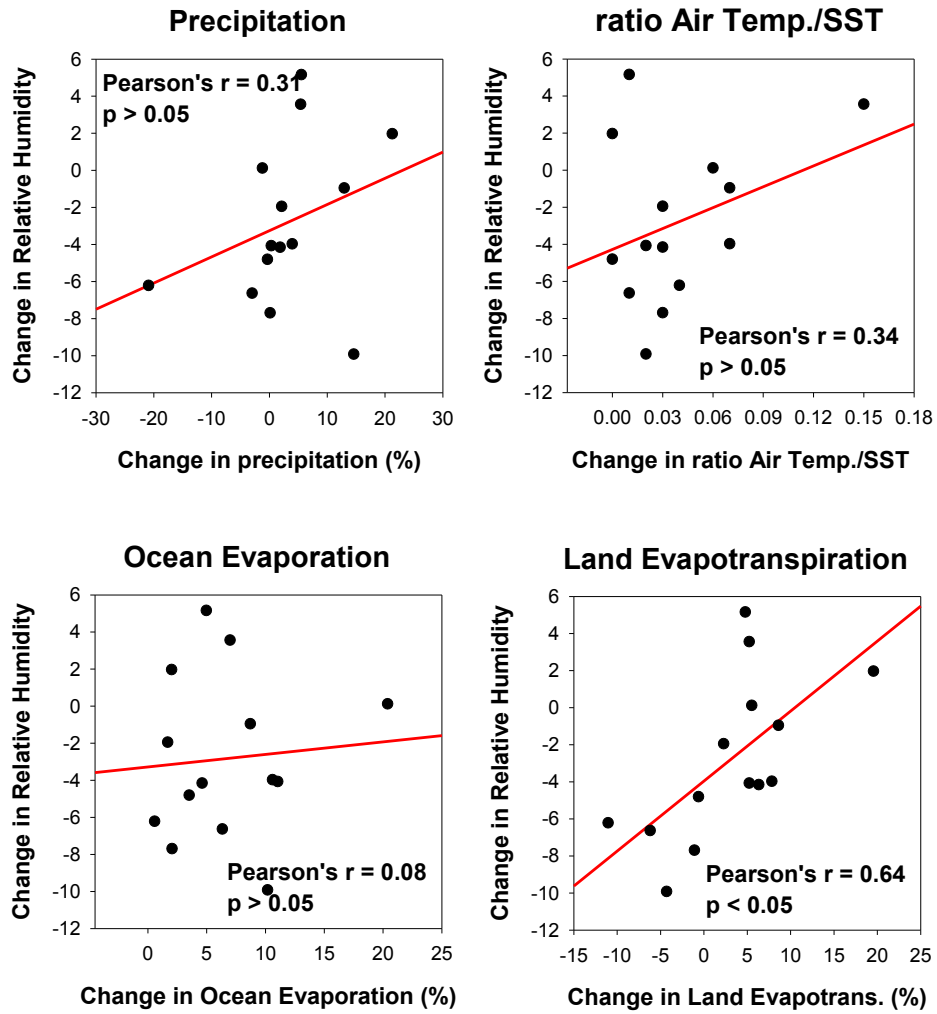 Precipitation
Change in Relative Humidity
6
4
2
0
-2
-4
-6
-8
-10
-12
Pearson's r = 0.31
p > 0.05
-30 -20 -10 0 10 20 30
Change in precipitation (%)
ratio Air Temp./SST
Change in Relative Humidity
6
4
2
0
-2
-4
-6
-8
-10
-12
Pearson's r = 0.34
p > 0.05
0.00 0.03 0.06 0.09 0.12 0.15 0.18
Change in ratio Air Temp./SST
Ocean Evaporation
Change in Relative Humidity
6
4
2
0
-2
-4
-6
-8
-10
-12
Pearson's r = 0.08
p > 0.05
0 5 10 15 20 25
Change in Ocean Evaporation (%)
Land Evapotranspiration
Change in Relative Humidity
6
4
2
0
-2
-4
-6
-8
-10
-12
Pearson's r = 0.64
p < 0.05
-15 -10 -5 0 5 10 15 20 25
Change in Land Evapotrans. (%)